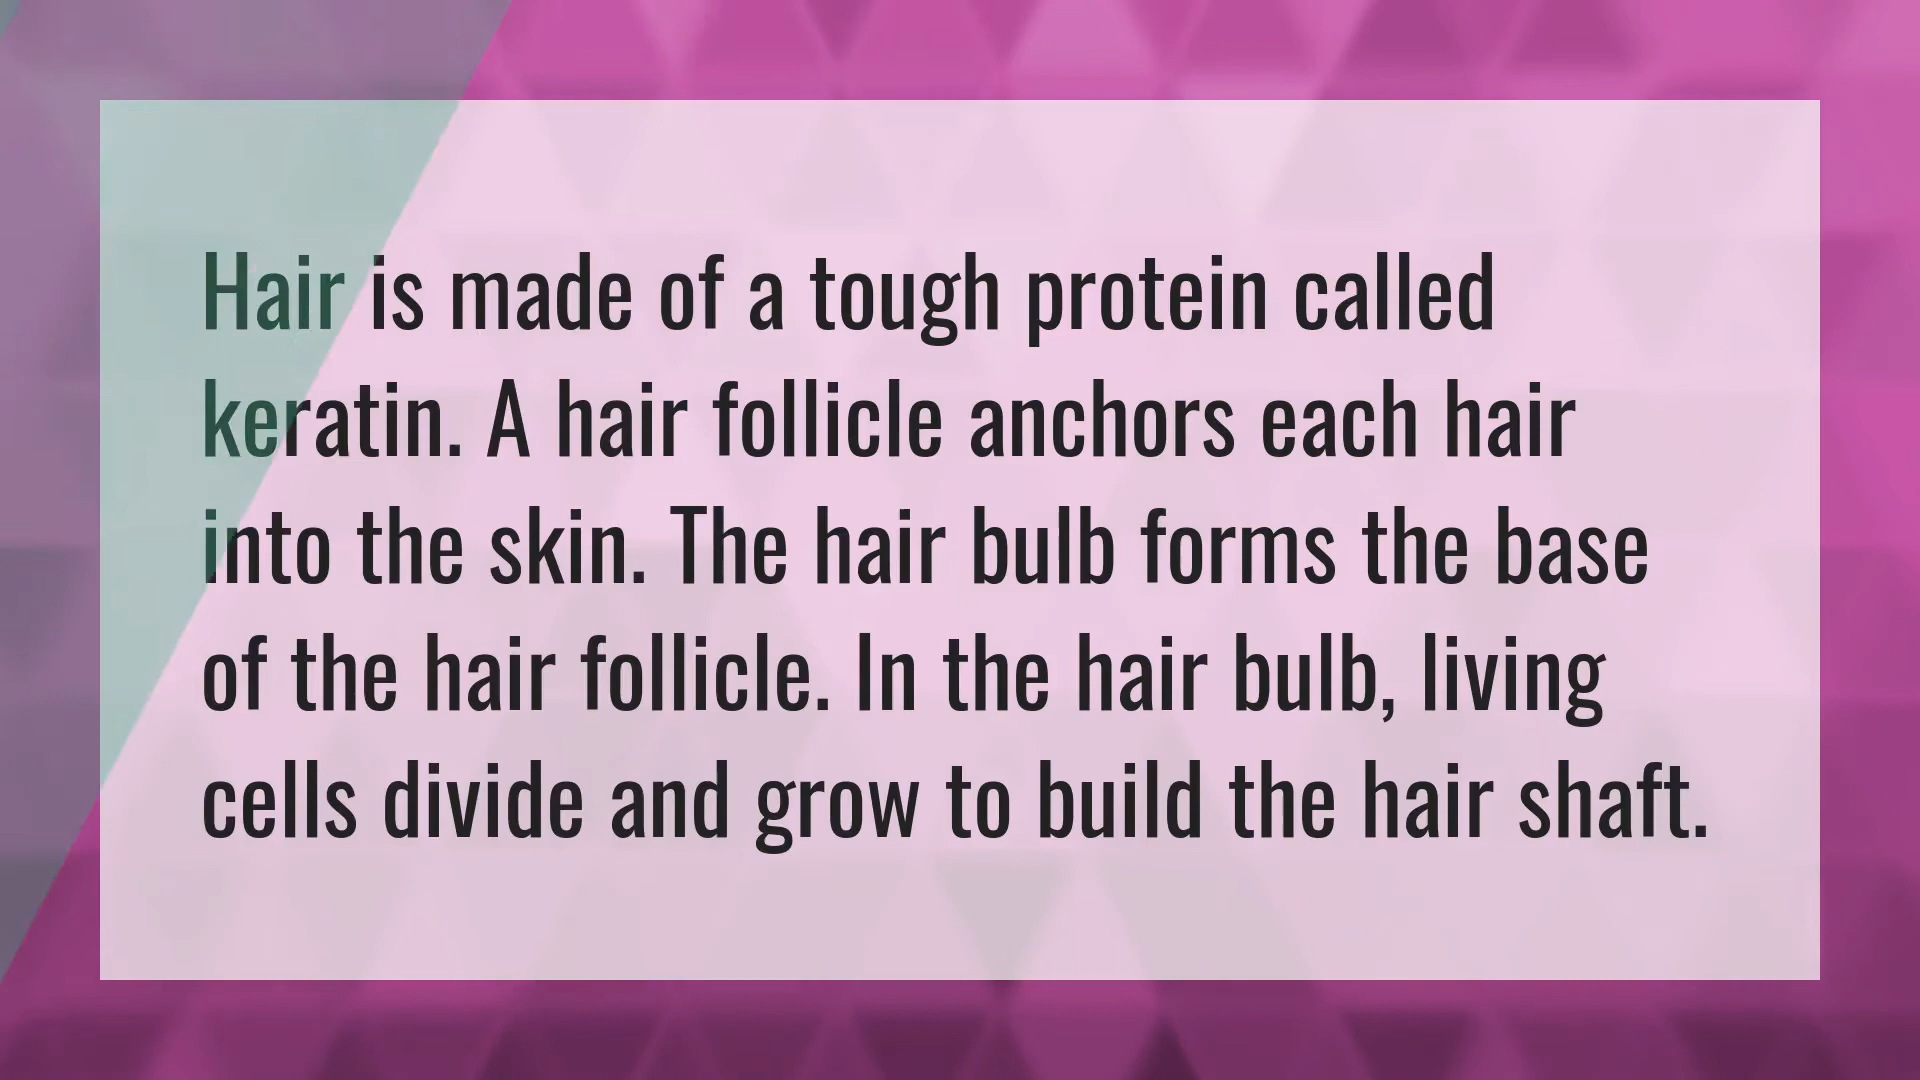 Hair is made of a tough protein called
keratin. A hair follicle anchors each hair
into the skin. The hair bulb forms the base
of the hair follicle. In the hair bulb, living
cells divide and grow to build the hair shaft.